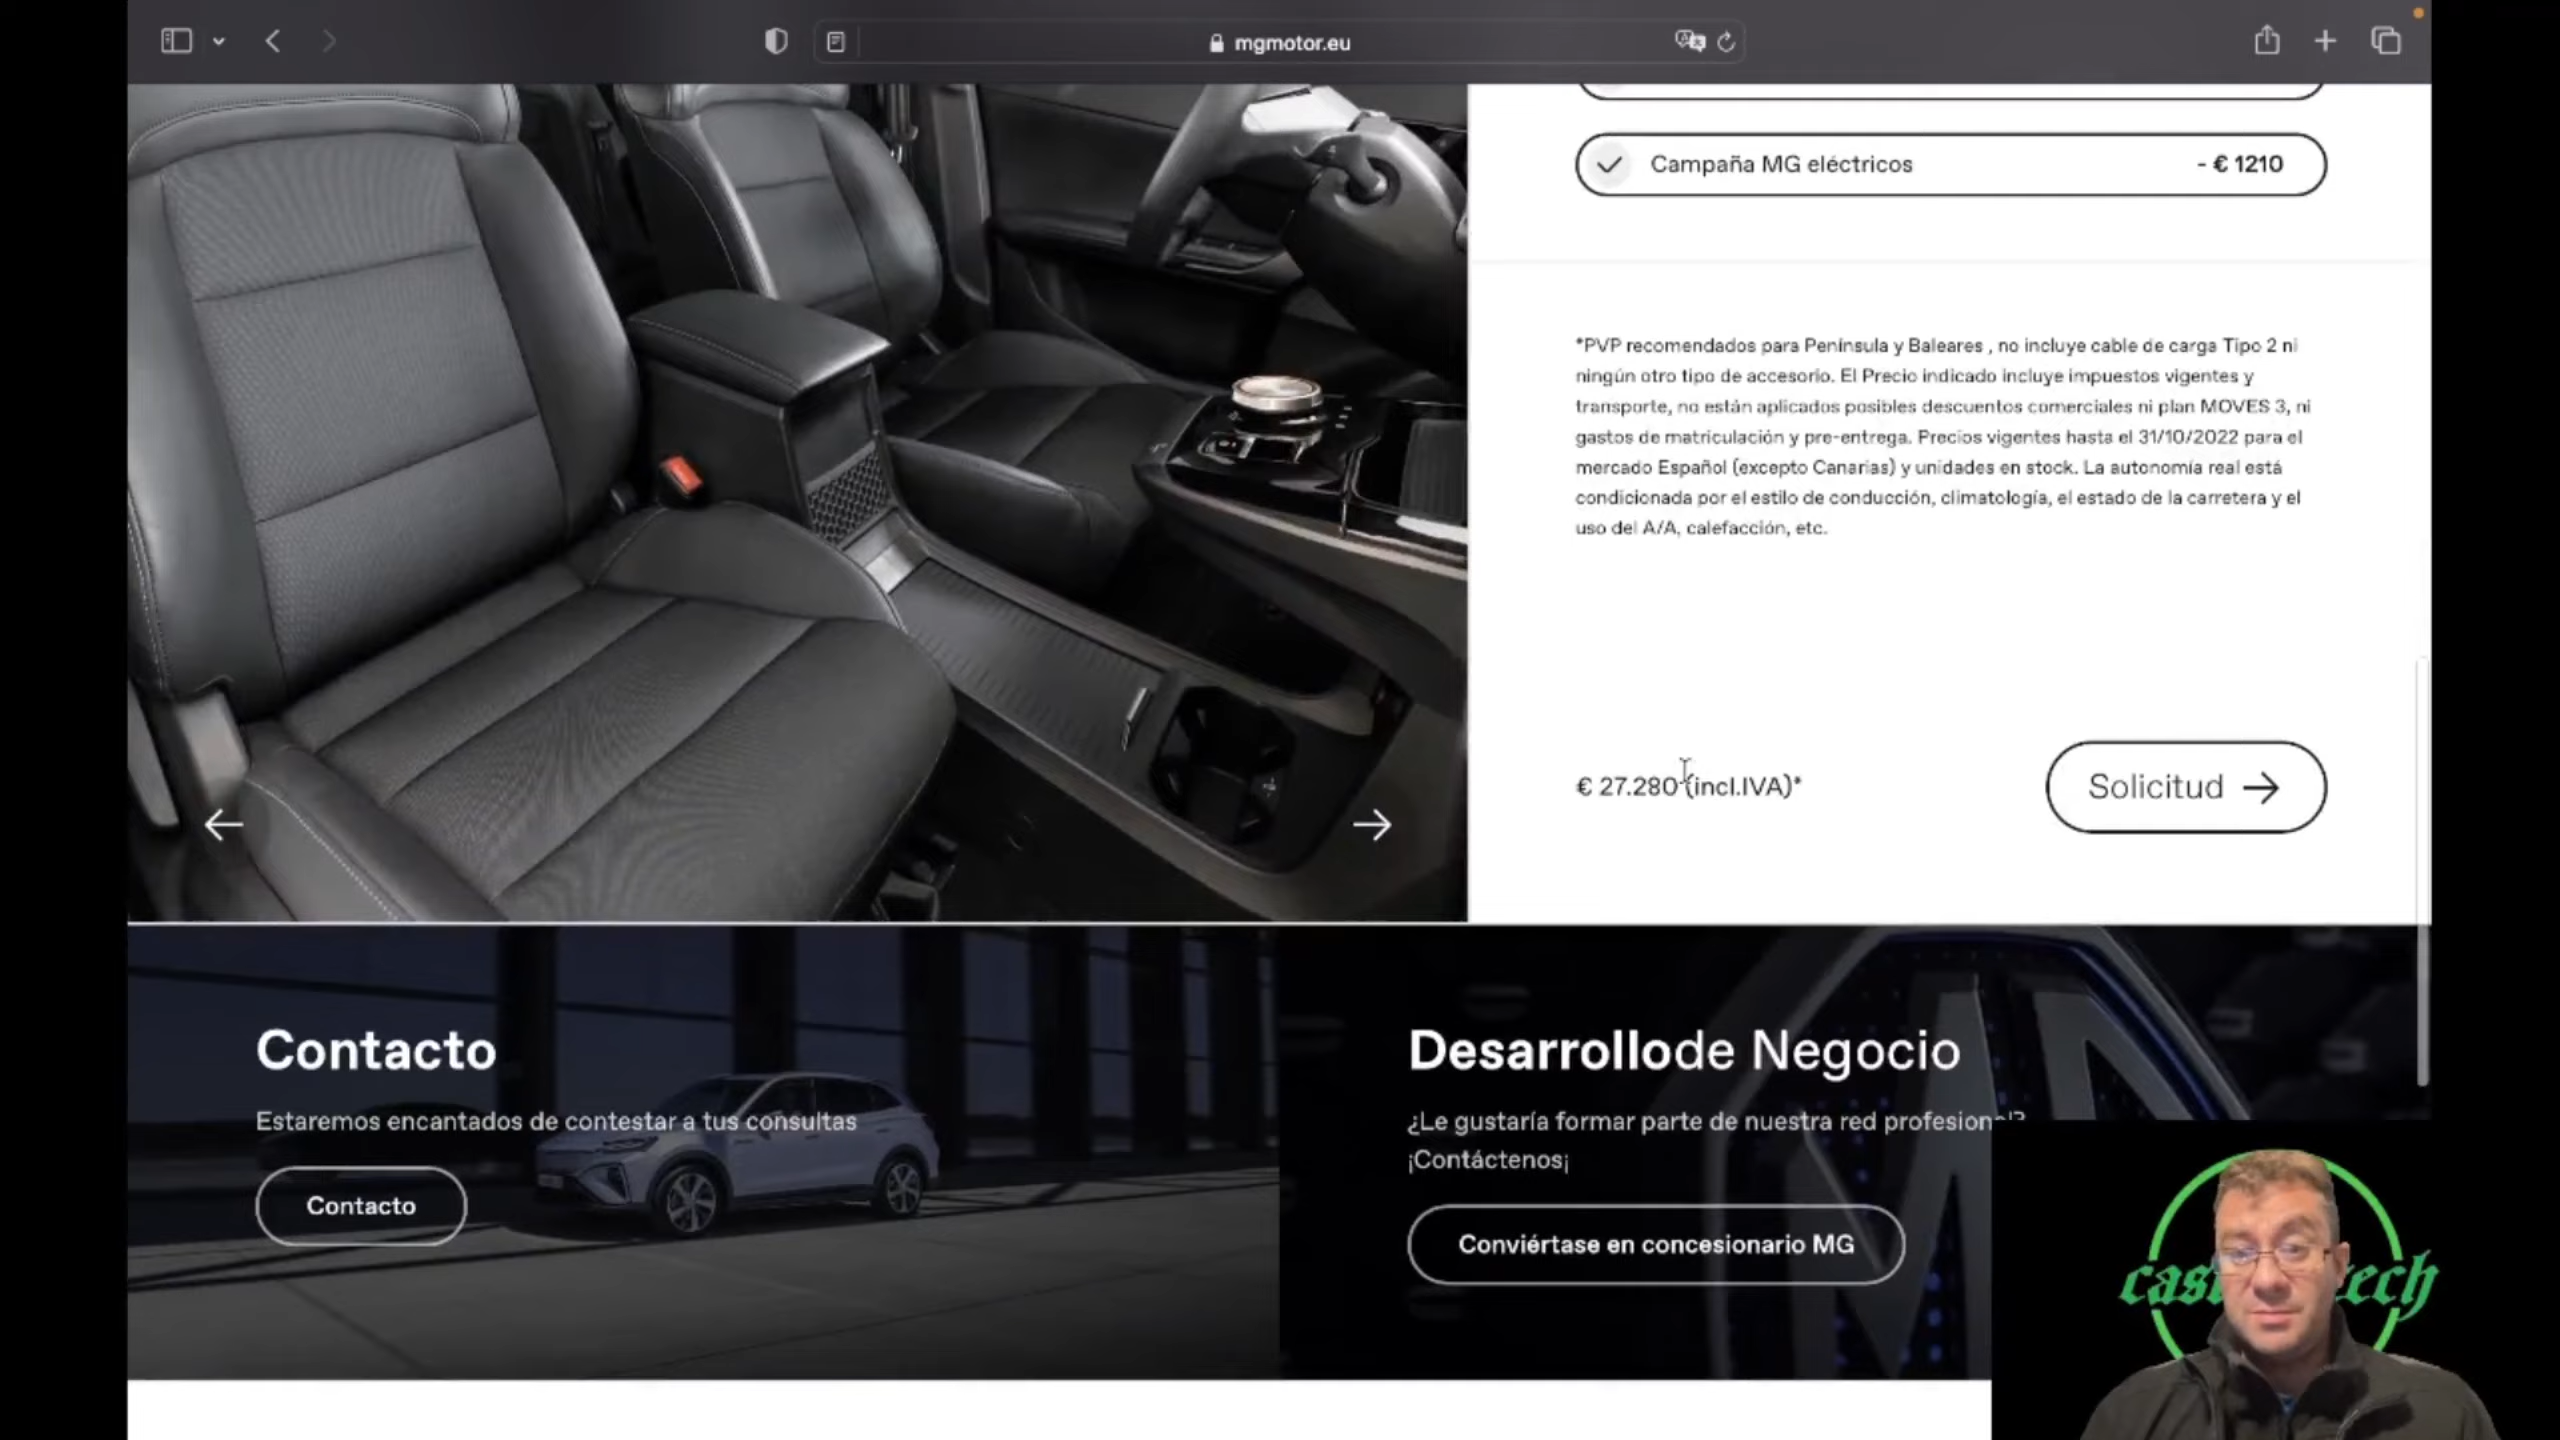 mgmotor.eu
Campaña MG eléctricos - € 1210
*PVP recomendados para Península y Baleares , no incluye cable de carga Tipo 2 ni
ningún otro tipo de accesorio. El Precio indicado incluye impuestos vigentes y
transporte, no están aplicados posibles descuentos comerciales ni plan MOVES 3, ni
gastos de matriculación y pre-entrega. Precios vigentes hasta el 31/10/2022 para el
mercado Español (excepto Canarias) y unidades en stock. La autonomía real está
condicionada por el estilo de conducción, climatología, el estado de la carretera y el
uso del A/A, calefacción, etc.
€ 27.280 (incl.IVA)*
Solicitud
Contacto
Estaremos encantados de contestar a tus consultas
Contacto
Desarrollode Negocio
¿Le gustaría formar parte de nuestra red profesional?
¡Contáctenos¡
Conviértase en concesionario MG